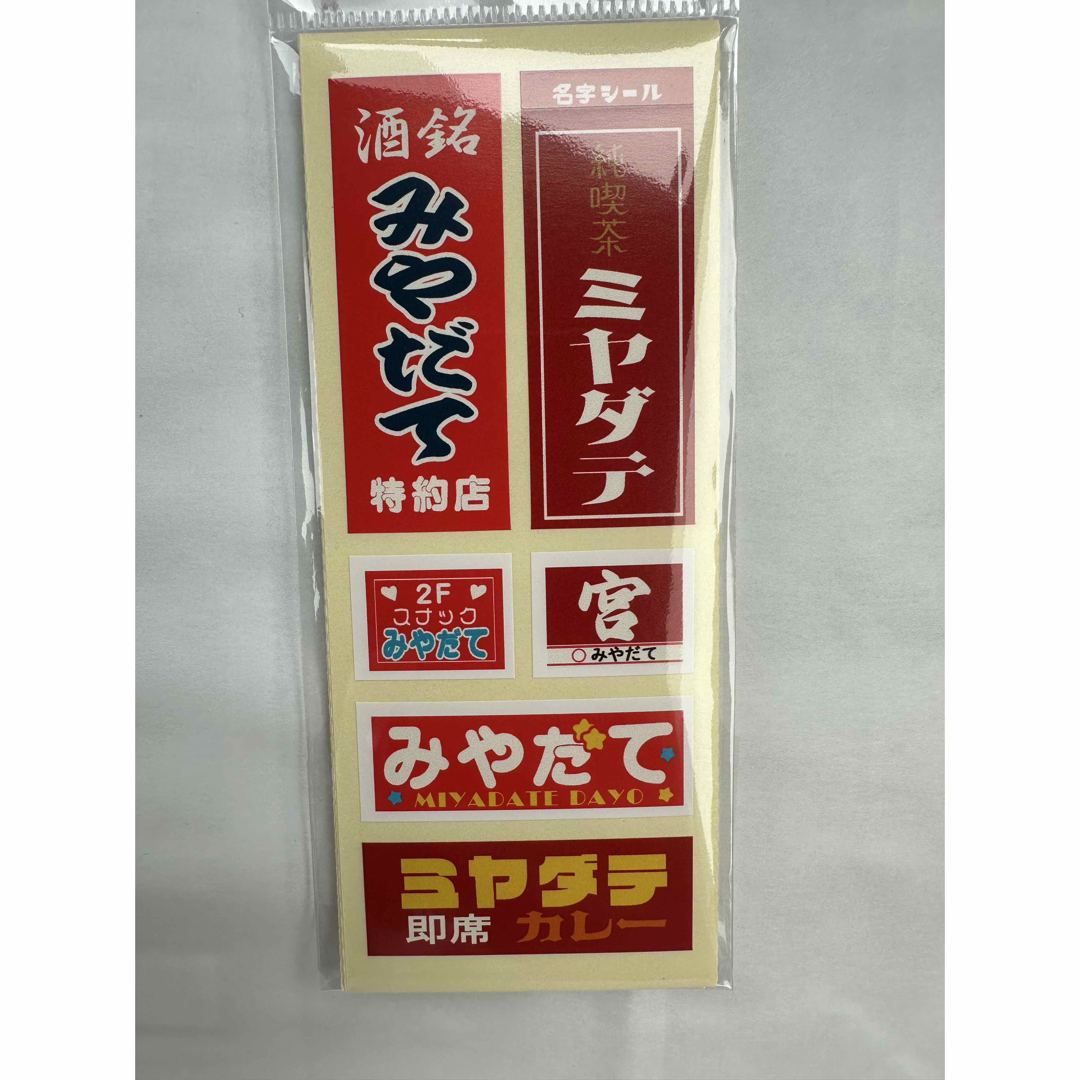 銘酒
みやだて
特約店
名字シール
純喫茶
ミヤダテ
2F
スナック
みやだて
宮
みやだて
みやだて
MIYADATE DAYO
ミヤダテ
即席 カレー